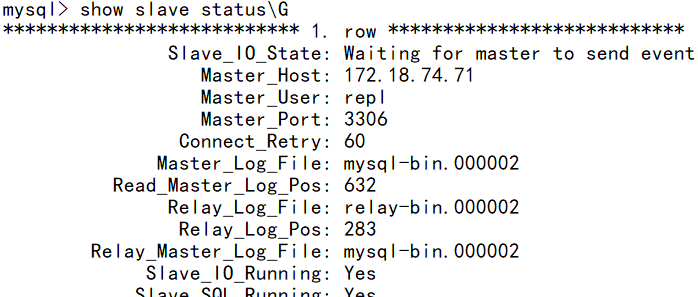 mysql> show slave status\G
*************************** 1. row ***************************
Slave_IO_State: Waiting for master to send event
Master_Host: 172.18.74.71
Master_User: repl
Master_Port: 3306
Connect_Retry: 60
Master_Log_File: mysql-bin.000002
Read_Master_Log_Pos: 632
Relay_Log_File: relay-bin.000002
Relay_Log_Pos: 283
Relay_Master_Log_File: mysql-bin.000002
Slave_IO_Running: Yes
Slave_SQL_Running: Yes